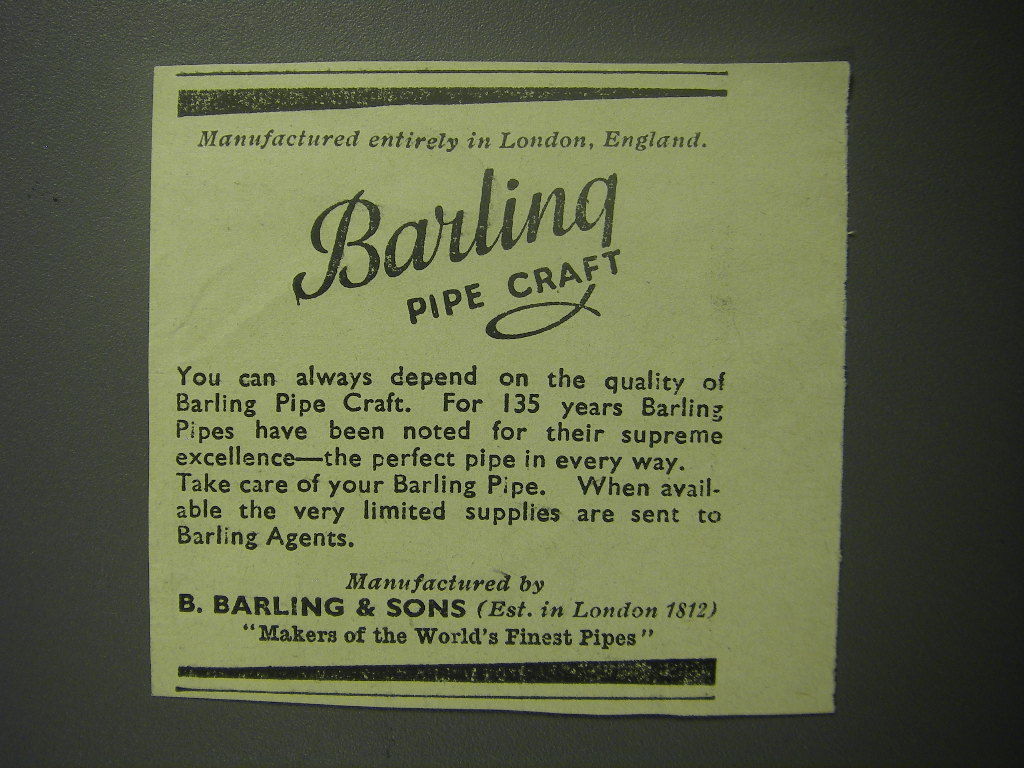 Manufactured entirely in London, England.
Barling
PIPE CRAFT
You can always depend on the quality of
Barling Pipe Craft. For 135 years Barling
Pipes have been noted for their supreme
excellence—the perfect pipe in every way.
Take care of your Barling Pipe. When avail-
able the very limited supplies are sent to
Barling Agents.
Manufactured by
B. BARLING & SONS (Est. in London 1812)
"Makers of the World's Finest Pipes"